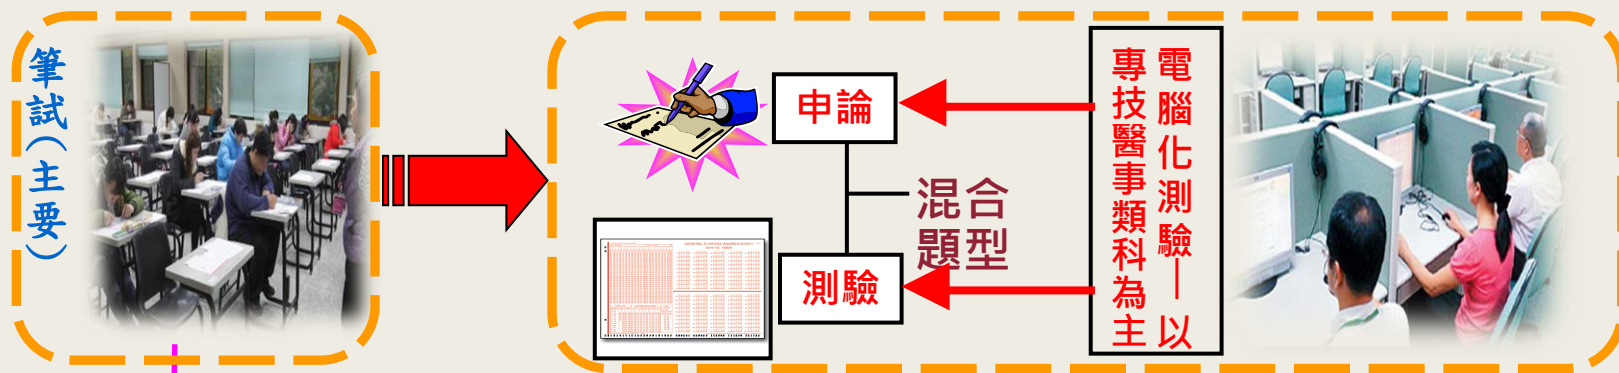 筆試(主要)
申論
混合
題型
測驗
電腦化測驗—以
專技醫事類科為主